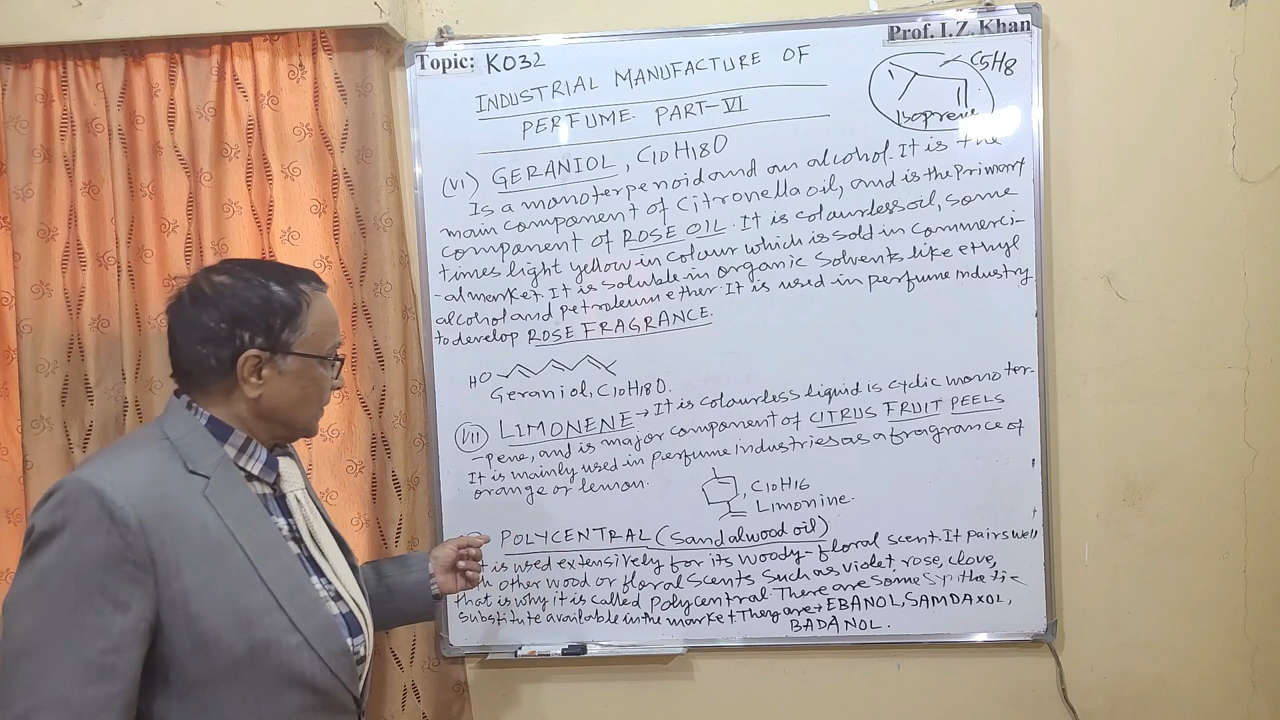 Prof. I.Z. Khan
Topic: K032
INDUSTRIAL MANUFACTURE OF
PERFUME. PART-VI
C5H8
Isoprene
(VI) GERANIOL, C10H18O
Is a monoterpenoid and an alcohol. It is the
main component of Citronella oil, and is the Primary
component of ROSE OIL. It is colourless oil, some
times light yellow in colour which is sold in commerci-
-al market. It is soluble in organic solvents like ethyl
alcohol and petroleum ether. It is used in perfume industry
to develop ROSE FRAGRANCE.
HO
Geraniol, C10H18O.
(VII) LIMONENE → It is colourless liquid is cyclic monoter-
-pene, and is major component of CITRUS FRUIT PEELS
It is mainly used in perfume industries as a fragrance of
orange or lemon.
, C10H16
Limonine.
POLYCENTRAL (Sandalwood oil)
t is used extensively for its woody-floral scent. It pairs well
other wood or floral scents such as violet, rose, clove,
that is why it is called polycentral. There are some
substitute available in the market. They are → EBANOL, SAMDAXOL,
BADANOL.